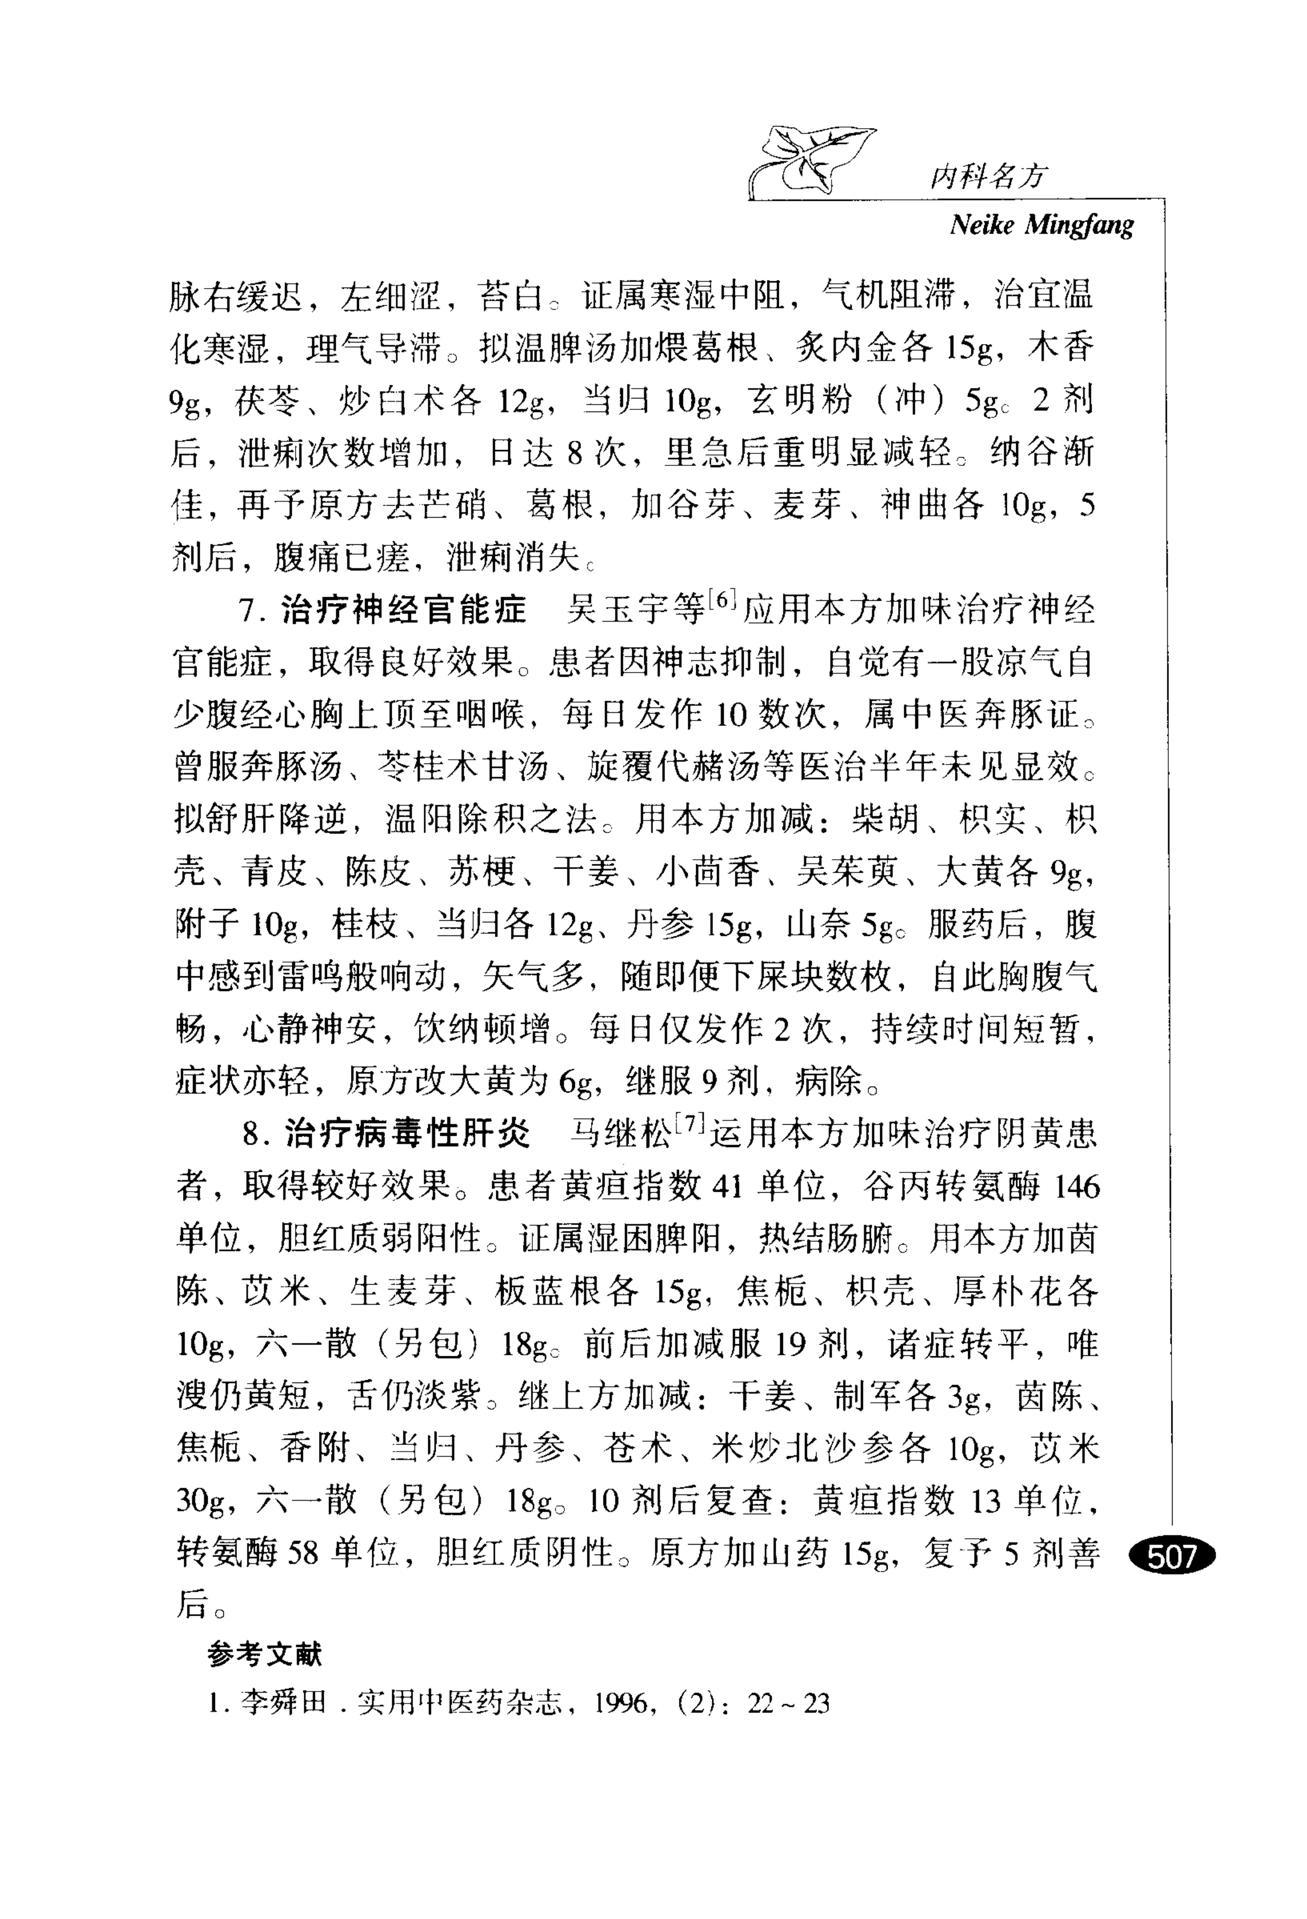 内科名方
Neike Mingfang
脉右缓迟，左细涩，苔白。证属寒湿中阻，气机阻滞，治宜温
化寒湿，理气导滞。拟温脾汤加煨葛根、炙内金各 15g，木香
9g，茯苓、炒白术各 12g，当归 10g，玄明粉（冲）5g。2 剂
后，泄痢次数增加，日达 8 次，里急后重明显减轻。纳谷渐
佳，再予原方去芒硝、葛根，加谷芽、麦芽、神曲各 10g，5
剂后，腹痛已瘥，泄痢消失。
7. 治疗神经官能症　吴玉宇等[6]应用本方加味治疗神经
官能症，取得良好效果。患者因神志抑制，自觉有一股凉气自
少腹经心胸上顶至咽喉，每日发作 10 数次，属中医奔豚证。
曾服奔豚汤、苓桂术甘汤、旋覆代赭汤等医治半年未见显效。
拟舒肝降逆，温阳除积之法。用本方加减：柴胡、枳实、枳
壳、青皮、陈皮、苏梗、干姜、小茴香、吴茱萸、大黄各 9g，
附子 10g，桂枝、当归各 12g、丹参 15g，山奈 5g。服药后，腹
中感到雷鸣般响动，矢气多，随即便下屎块数枚，自此胸腹气
畅，心静神安，饮纳顿增。每日仅发作 2 次，持续时间短暂，
症状亦轻，原方改大黄为 6g，继服 9 剂，病除。
8. 治疗病毒性肝炎　马继松[7]运用本方加味治疗阴黄患
者，取得较好效果。患者黄疸指数 41 单位，谷丙转氨酶 146
单位，胆红质弱阳性。证属湿困脾阳，热结肠腑。用本方加茵
陈、苡米、生麦芽、板蓝根各 15g，焦栀、枳壳、厚朴花各
10g，六一散（另包）18g。前后加减服 19 剂，诸症转平，唯
溲仍黄短，舌仍淡紫。继上方加减：干姜、制军各 3g，茵陈、
焦栀、香附、当归、丹参、苍术、米炒北沙参各 10g，苡米
30g，六一散（另包）18g。10 剂后复查：黄疸指数 13 单位，
转氨酶 58 单位，胆红质阴性。原方加山药 15g，复予 5 剂善
后。
507
参考文献
1. 李舜田．实用中医药杂志，1996，(2)：22～23